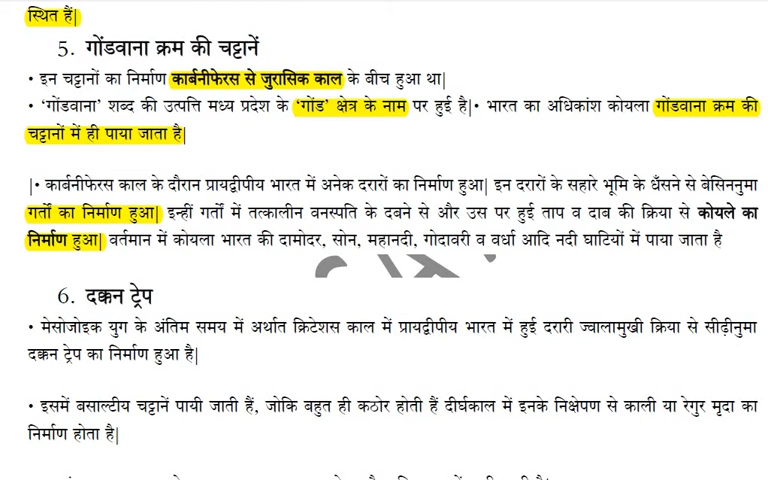 स्थित हैं|
5. गोंडवाना क्रम की चट्टानें
• इन चट्टानों का निर्माण कार्बनीफेरस से जुरासिक काल के बीच हुआ था|
• ‘गोंडवाना’ शब्द की उत्पत्ति मध्य प्रदेश के ‘गोंड’ क्षेत्र के नाम पर हुई है|• भारत का अधिकांश कोयला गोंडवाना क्रम की
चट्टानों में ही पाया जाता है|
|• कार्बनीफेरस काल के दौरान प्रायद्वीपीय भारत में अनेक दरारों का निर्माण हुआ| इन दरारों के सहारे भूमि के धँसने से बेसिननुमा
गर्तों का निर्माण हुआ| इन्हीं गर्तों में तत्कालीन वनस्पति के दबने से और उस पर हुई ताप व दाब की क्रिया से कोयले का
निर्माण हुआ| वर्तमान में कोयला भारत की दामोदर, सोन, महानदी, गोदावरी व वर्धा आदि नदी घाटियों में पाया जाता है
6. दक्कन ट्रेप
• मेसोजोइक युग के अंतिम समय में अर्थात क्रिटेशस काल में प्रायद्वीपीय भारत में हुई दरारी ज्वालामुखी क्रिया से सीढ़ीनुमा
दक्कन ट्रेप का निर्माण हुआ है|
• इसमें बसाल्टीय चट्टानें पायी जाती हैं, जोकि बहुत ही कठोर होती हैं दीर्घकाल में इनके निक्षेपण से काली या रेगुर मृदा का
निर्माण होता है|